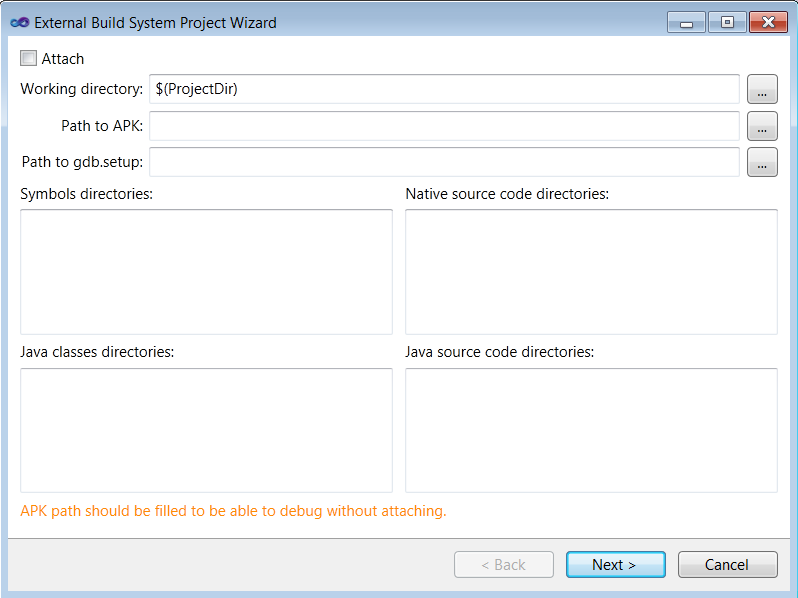 External Build System Project Wizard
Attach
Working directory: $(ProjectDir) ...
Path to APK: ...
Path to gdb.setup: ...
Symbols directories: Native source code directories:
Java classes directories: Java source code directories:
APK path should be filled to be able to debug without attaching.
< Back Next > Cancel